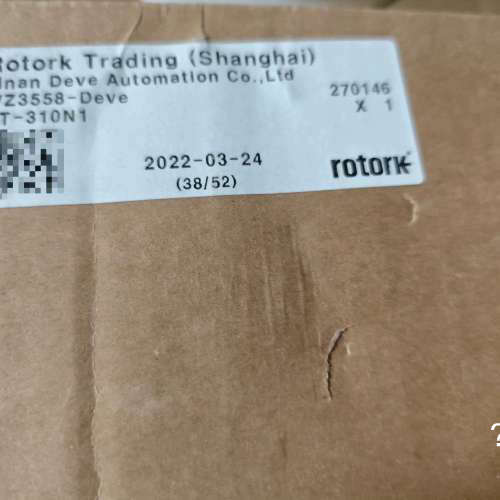 Rotork Trading (Shanghai)
inan Deve Automation Co.,Ltd
Z3558-Deve
270146
T-310N1
X 1
2022-03-24
(38/52)
rotork
?